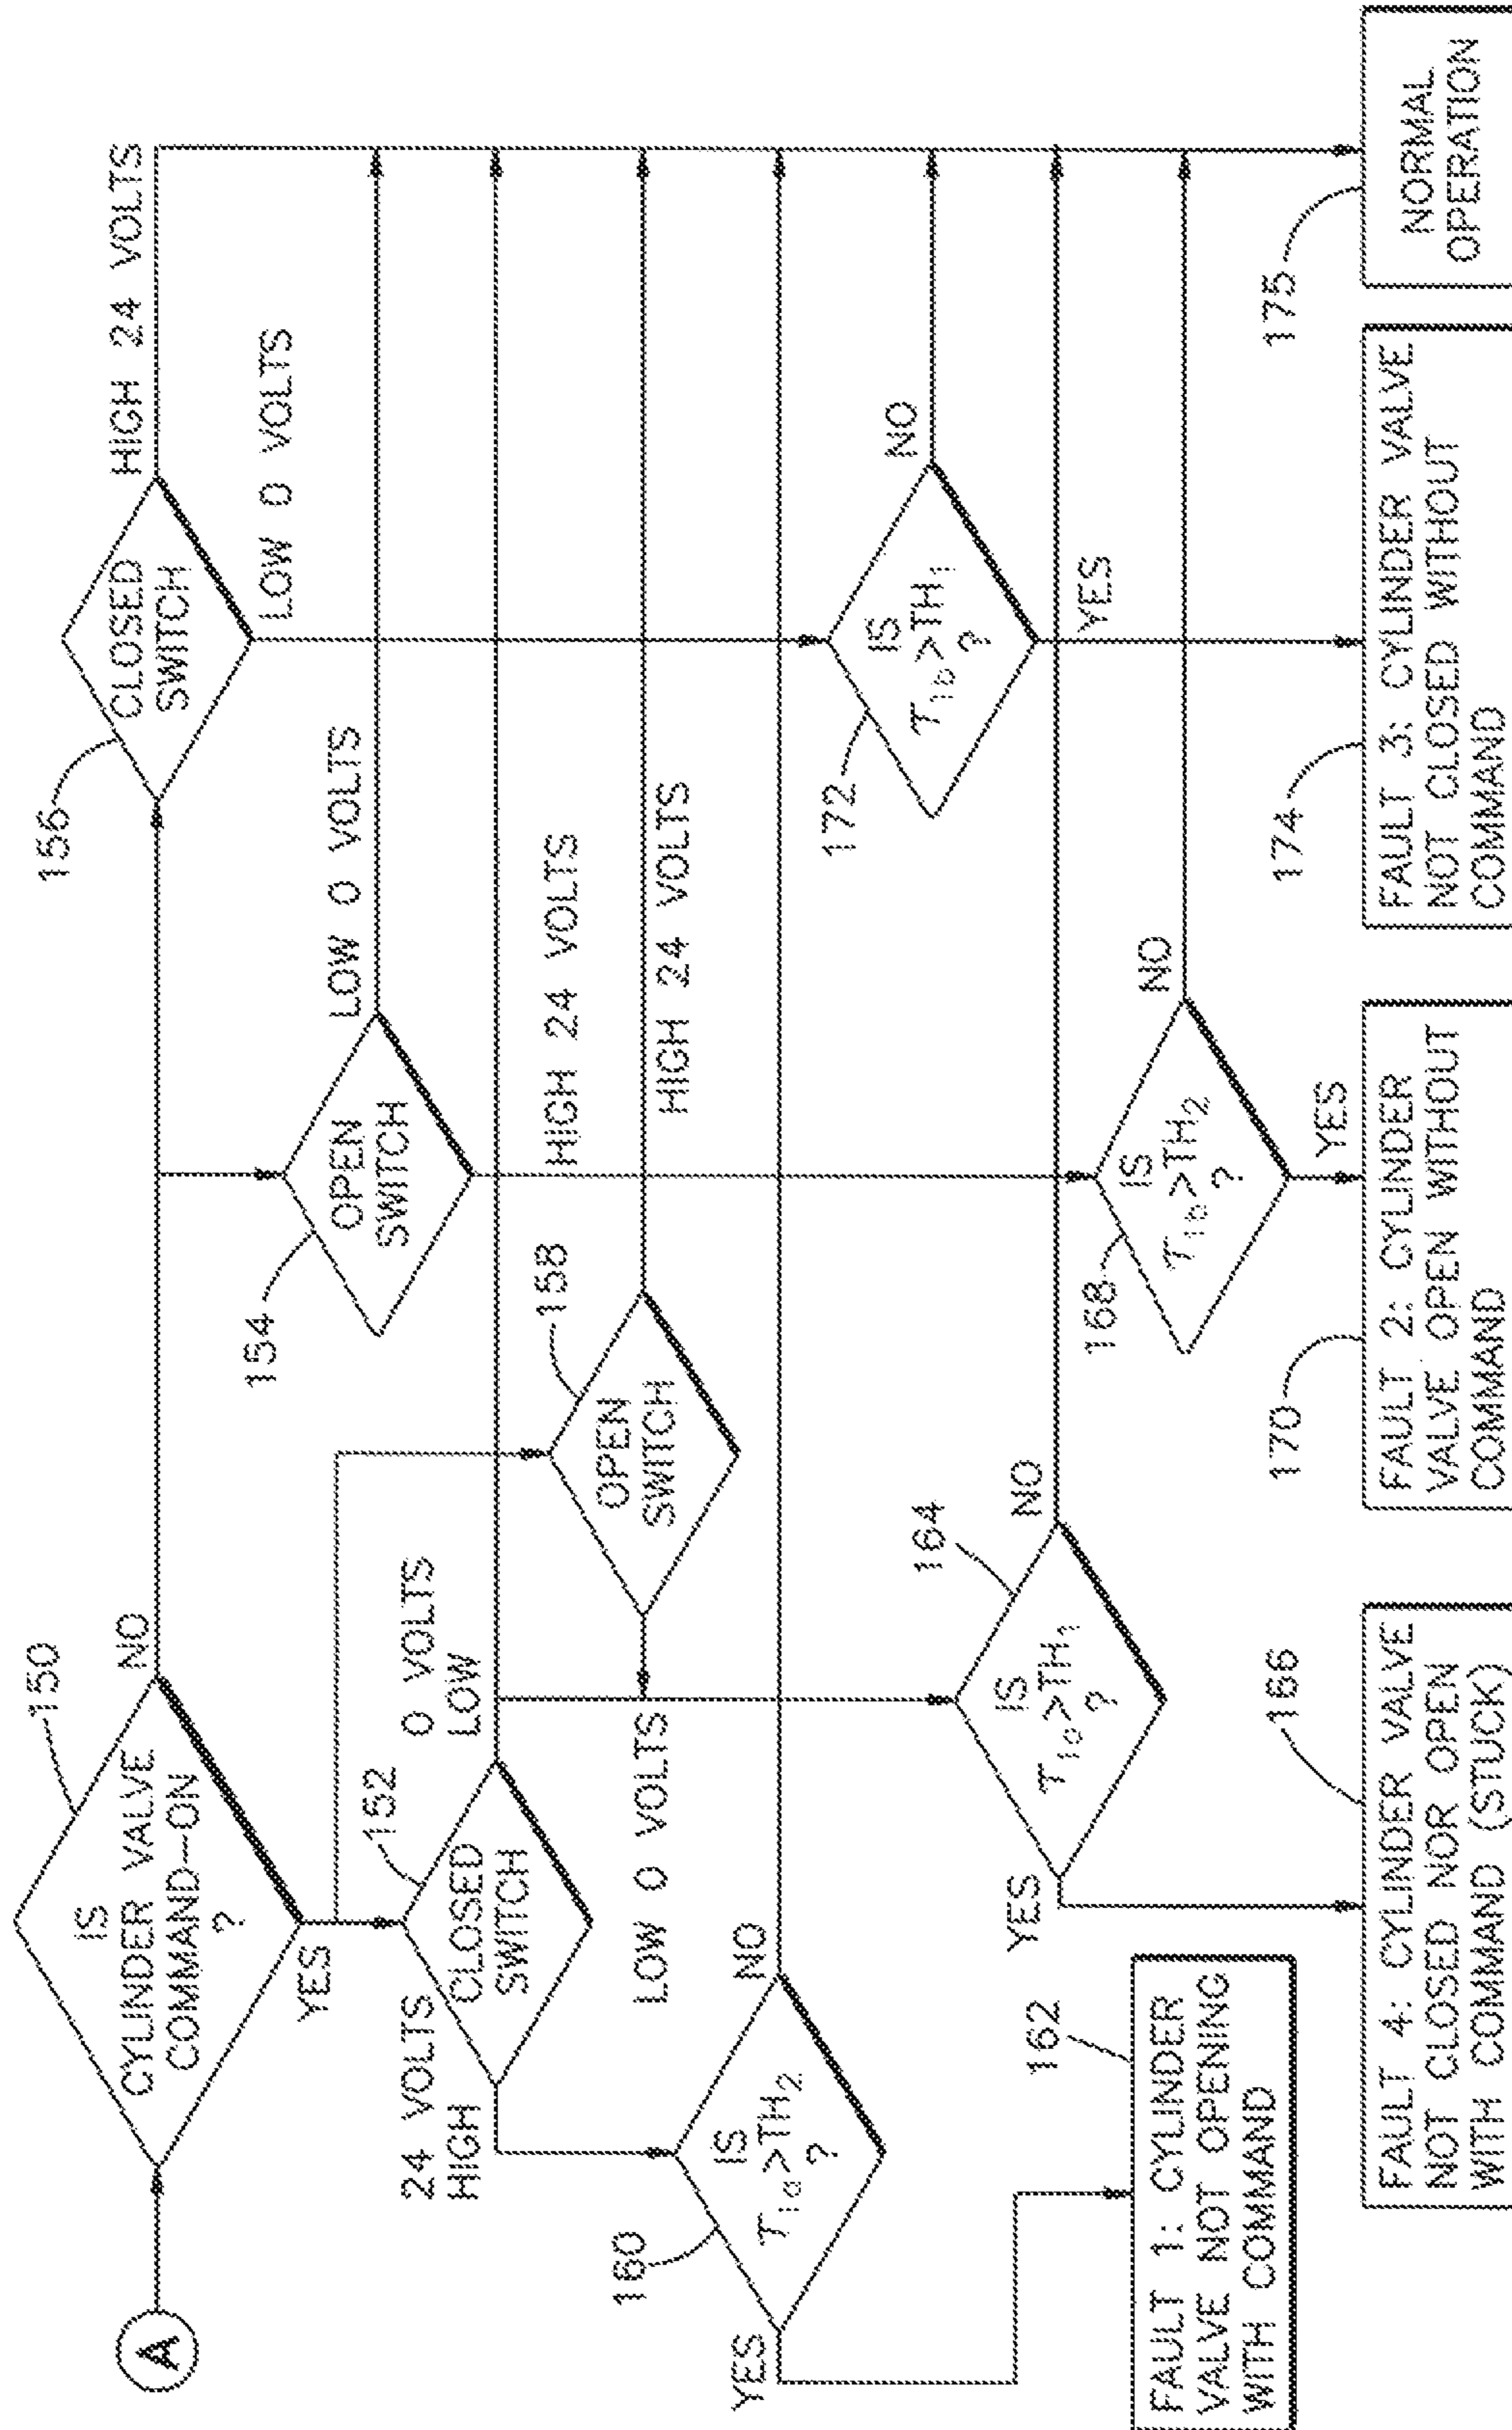 A
IS
CYLINDER VALVE
COMMAND-ON
?
150
NO
YES
156
CLOSED
SWITCH
HIGH 24 VOLTS
LOW 0 VOLTS
154
OPEN
SWITCH
LOW 0 VOLTS
HIGH 24 VOLTS
152
CLOSED
SWITCH
24 VOLTS
HIGH
0 VOLTS
LOW
158
OPEN
SWITCH
HIGH 24 VOLTS
LOW 0 VOLTS
160
IS
T1a>TH2
?
NO
YES
172
IS
T1b>TH1
?
NO
YES
164
IS
T1a>TH1
?
NO
YES
168
IS
T1b>TH2
?
NO
YES
162
FAULT 1: CYLINDER
VALVE NOT OPENING
WITH COMMAND
166
FAULT 4: CYLINDER VALVE
NOT CLOSED NOR OPEN
WITH COMMAND (STUCK)
170
FAULT 2: CYLINDER
VALVE OPEN WITHOUT
COMMAND
174
FAULT 3: CYLINDER VALVE
NOT CLOSED WITHOUT
COMMAND
175
NORMAL
OPERATION